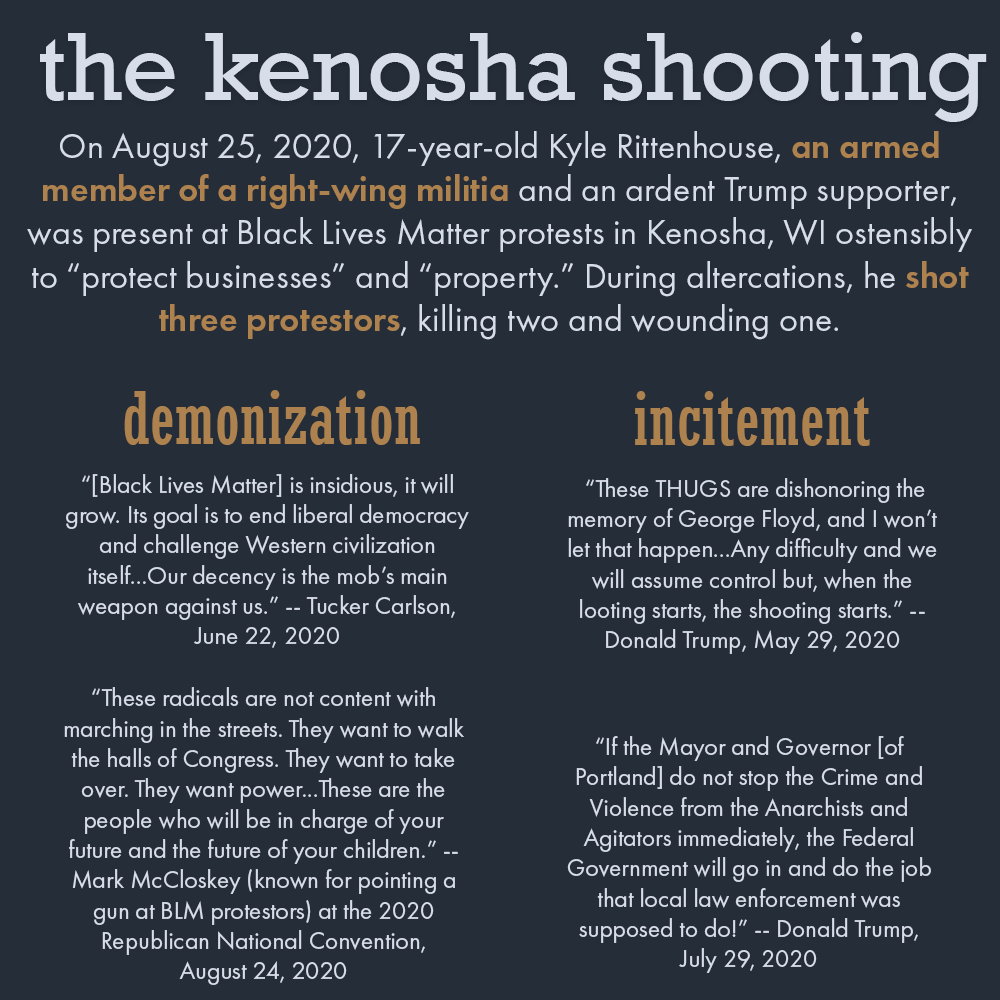 the kenosha shooting
On August 25, 2020, 17-year-old Kyle Rittenhouse, an armed
member of a right-wing militia and an ardent Trump supporter,
was present at Black Lives Matter protests in Kenosha, WI ostensibly
to “protect businesses” and “property.” During altercations, he shot
three protestors, killing two and wounding one.
demonization
“[Black Lives Matter] is insidious, it will
grow. Its goal is to end liberal democracy
and challenge Western civilization
itself...Our decency is the mob’s main
weapon against us.” -- Tucker Carlson,
June 22, 2020
“These radicals are not content with
marching in the streets. They want to walk
the halls of Congress. They want to take
over. They want power...These are the
people who will be in charge of your
future and the future of your children.” --
Mark McCloskey (known for pointing a
gun at BLM protestors) at the 2020
Republican National Convention,
August 24, 2020
incitement
“These THUGS are dishonoring the
memory of George Floyd, and I won’t
let that happen...Any difficulty and we
will assume control but, when the
looting starts, the shooting starts.” --
Donald Trump, May 29, 2020
“If the Mayor and Governor [of
Portland] do not stop the Crime and
Violence from the Anarchists and
Agitators immediately, the Federal
Government will go in and do the job
that local law enforcement was
supposed to do!” -- Donald Trump,
July 29, 2020